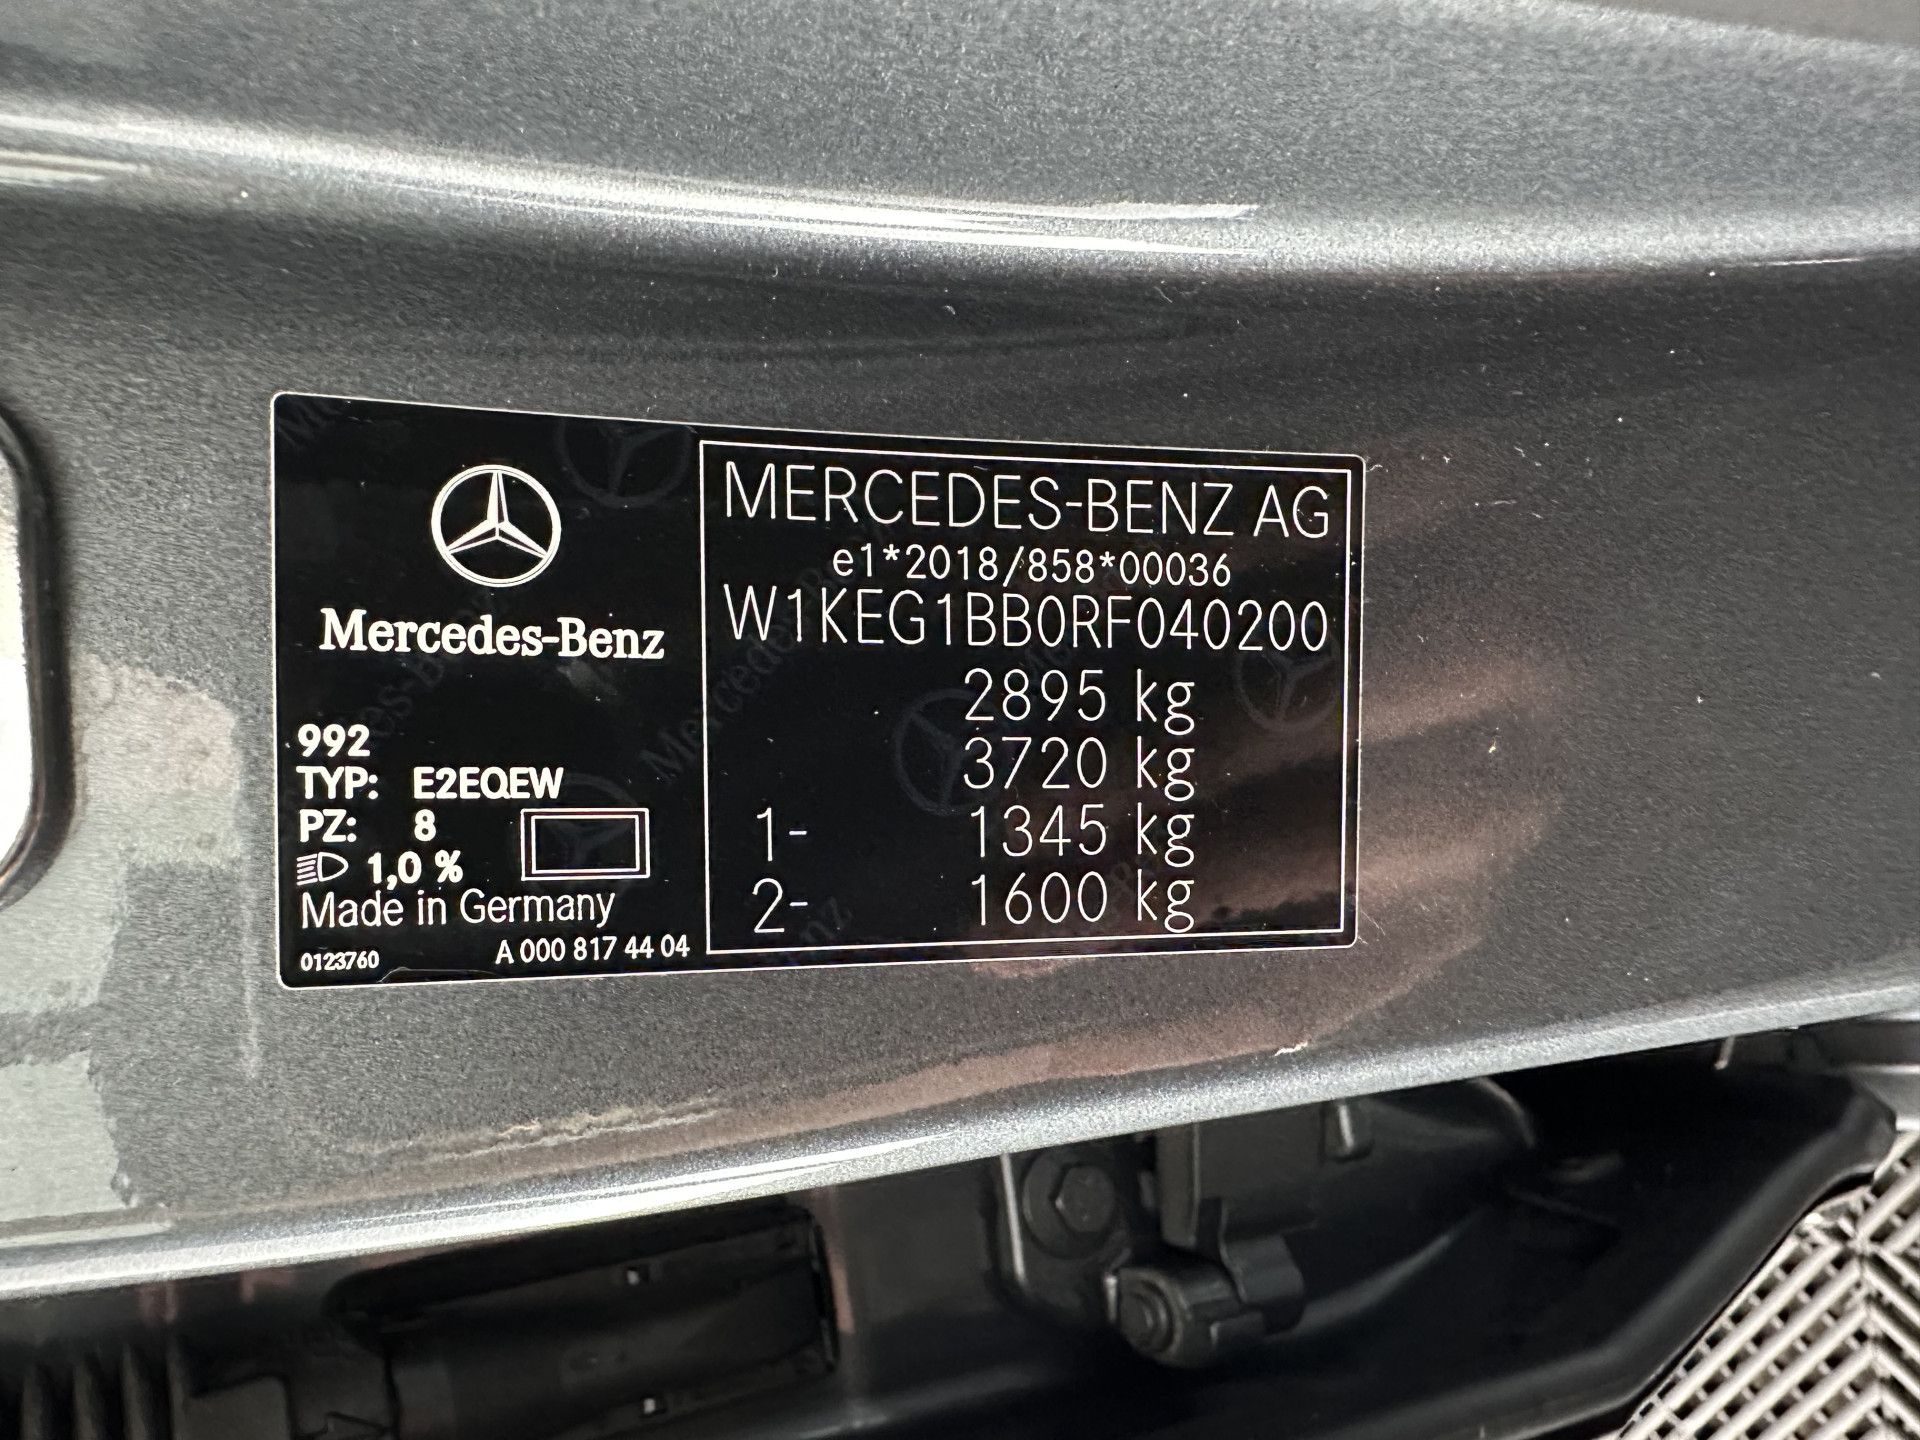 Mercedes-Benz
992
TYP: E2EQEW
PZ: 8
1,0 %
Made in Germany
0123760 A 000 817 44 04
MERCEDES-BENZ AG
e1*2018/858*00036
W1KEG1BB0RF040200
2895 kg
3720 kg
1- 1345 kg
2- 1600 kg